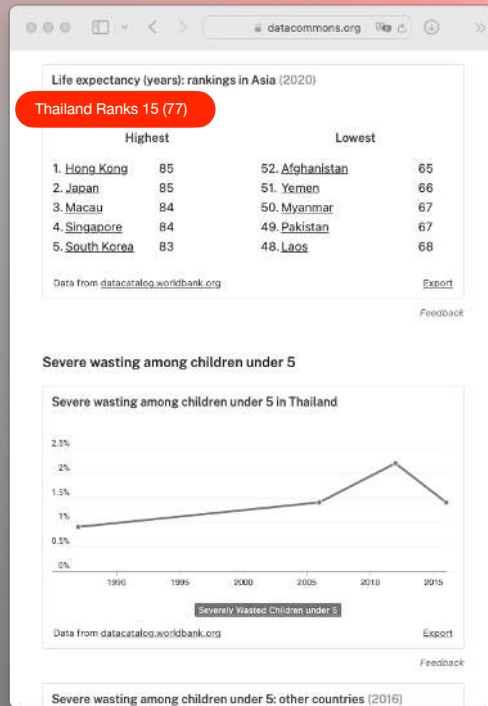 datacommons.org
Life expectancy (years): rankings in Asia (2020)
Thailand Ranks 15 (77)
Highest
1. Hong Kong 85
2. Japan 85
3. Macau 84
4. Singapore 84
5. South Korea 83
Lowest
52. Afghanistan 65
51. Yemen 66
50. Myanmar 67
49. Pakistan 67
48. Laos 68
Data from datacatalog.worldbank.org
Export
Feedback
Severe wasting among children under 5
Severe wasting among children under 5 in Thailand
2.5%
2%
1.5%
1%
0.5%
0%
1990 1995 2000 2005 2010 2015
Severely Wasted Children under 5
Data from datacatalog.worldbank.org
Export
Feedback
Severe wasting among children under 5: other countries (2016)